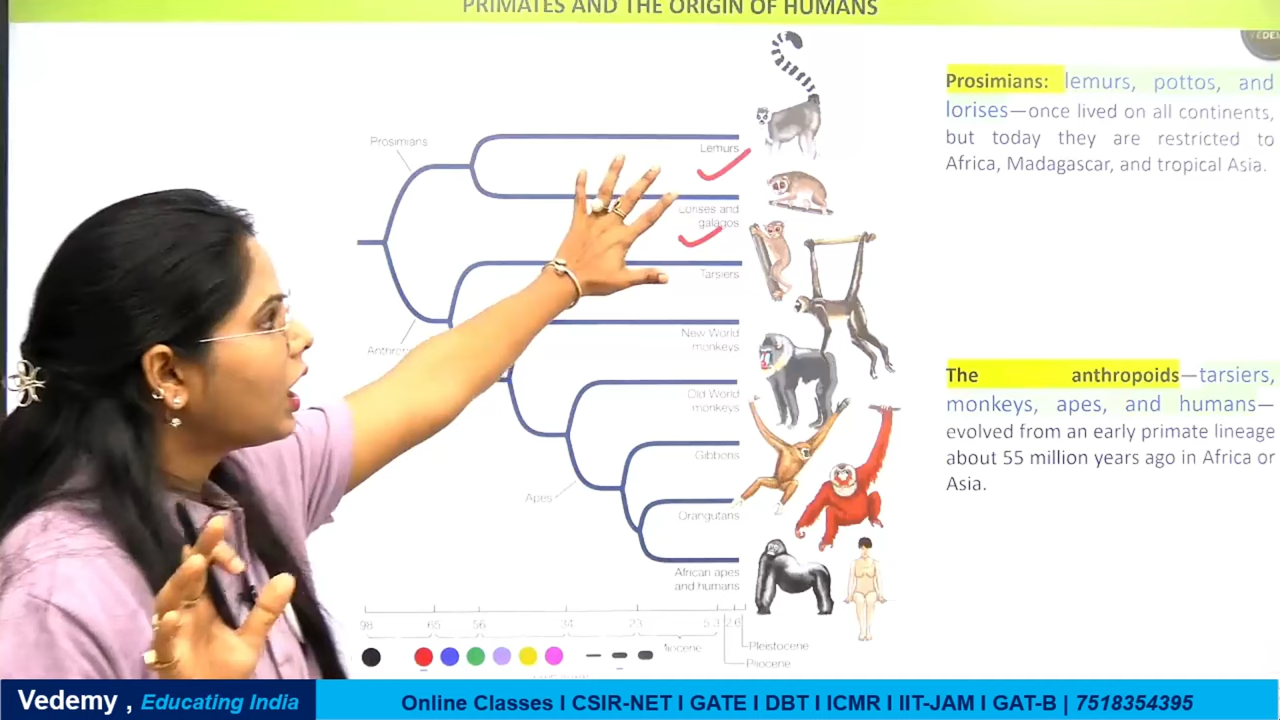 PRIMATES AND THE ORIGIN OF HUMANS
Prosimians
Lemurs
Lorises and
galagos
Tarsiers
New World
monkeys
Old World
monkeys
Gibbons
Apes
Orangutans
African apes
and humans
98 65 56 34 23 5.3 2.6
Pleistocene
Pliocene
Prosimians: lemurs, pottos, and
lorises—once lived on all continents,
but today they are restricted to
Africa, Madagascar, and tropical Asia.
The anthropoids—tarsiers,
monkeys, apes, and humans—
evolved from an early primate lineage
about 55 million years ago in Africa or
Asia.
Vedemy , Educating India
Online Classes I CSIR-NET I GATE I DBT I ICMR I IIT-JAM I GAT-B | 7518354395